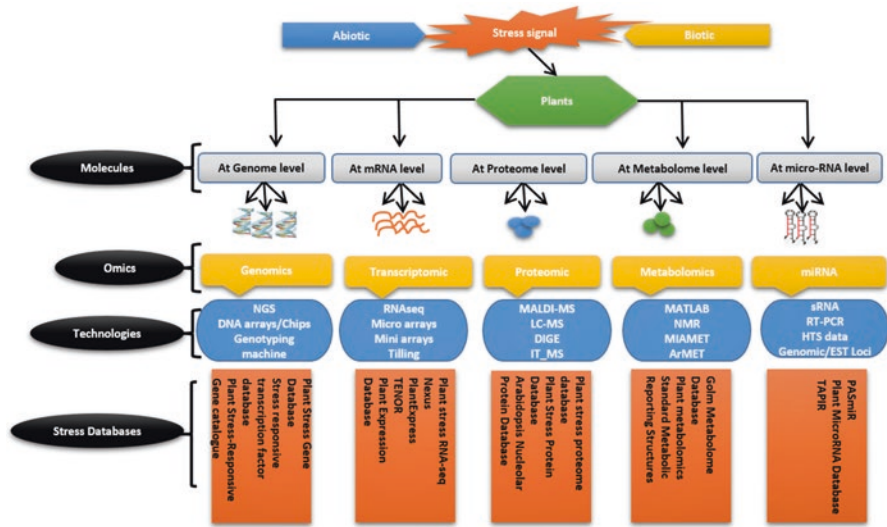 Abiotic
Stress signal
Biotic
Plants
Molecules
At Genome level
At mRNA level
At Proteome level
At Metabolome level
At micro-RNA level
Omics
Genomics
Transcriptomic
Proteomic
Metabolomics
miRNA
Technologies
NGS
DNA arrays/Chips
Genotyping
machine
RNAseq
Micro arrays
Mini arrays
Tilling
MALDI-MS
LC-MS
DIGE
IT_MS
MATLAB
NMR
MIAMET
ArMET
sRNA
RT-PCR
HTS data
Genomic/EST Loci
Stress Databases
Plant Stress Gene
Database
Stress responsive
transcription factor
database
Plant Stress-Responsive
Gene catalogue
Plant stress RNA-seq
Nexus
PlantExpress
TENOR
Plant Expression
Database
Plant stress proteome
database
Plant Stress Protein
Database
Arabidopsis Nucleolar
Protein Database
Golm Metabolome
Database
Plant metabolomics
Standard Metabolic
Reporting Structures
PASmiR
Plant MicroRNA Database
TAPIR